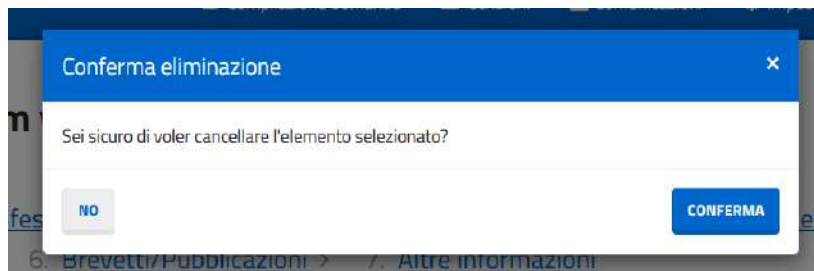 Conferma eliminazione ×
Sei sicuro di voler cancellare l'elemento selezionato?
NO
CONFERMA
6. Brevetti/Pubblicazioni > 7. Altre informazioni